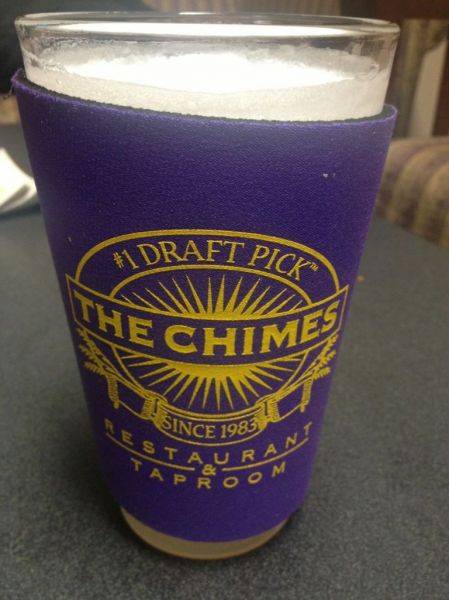 #1 DRAFT PICK™
THE CHIMES
SINCE 1983
RESTAURANT
&
TAPROOM